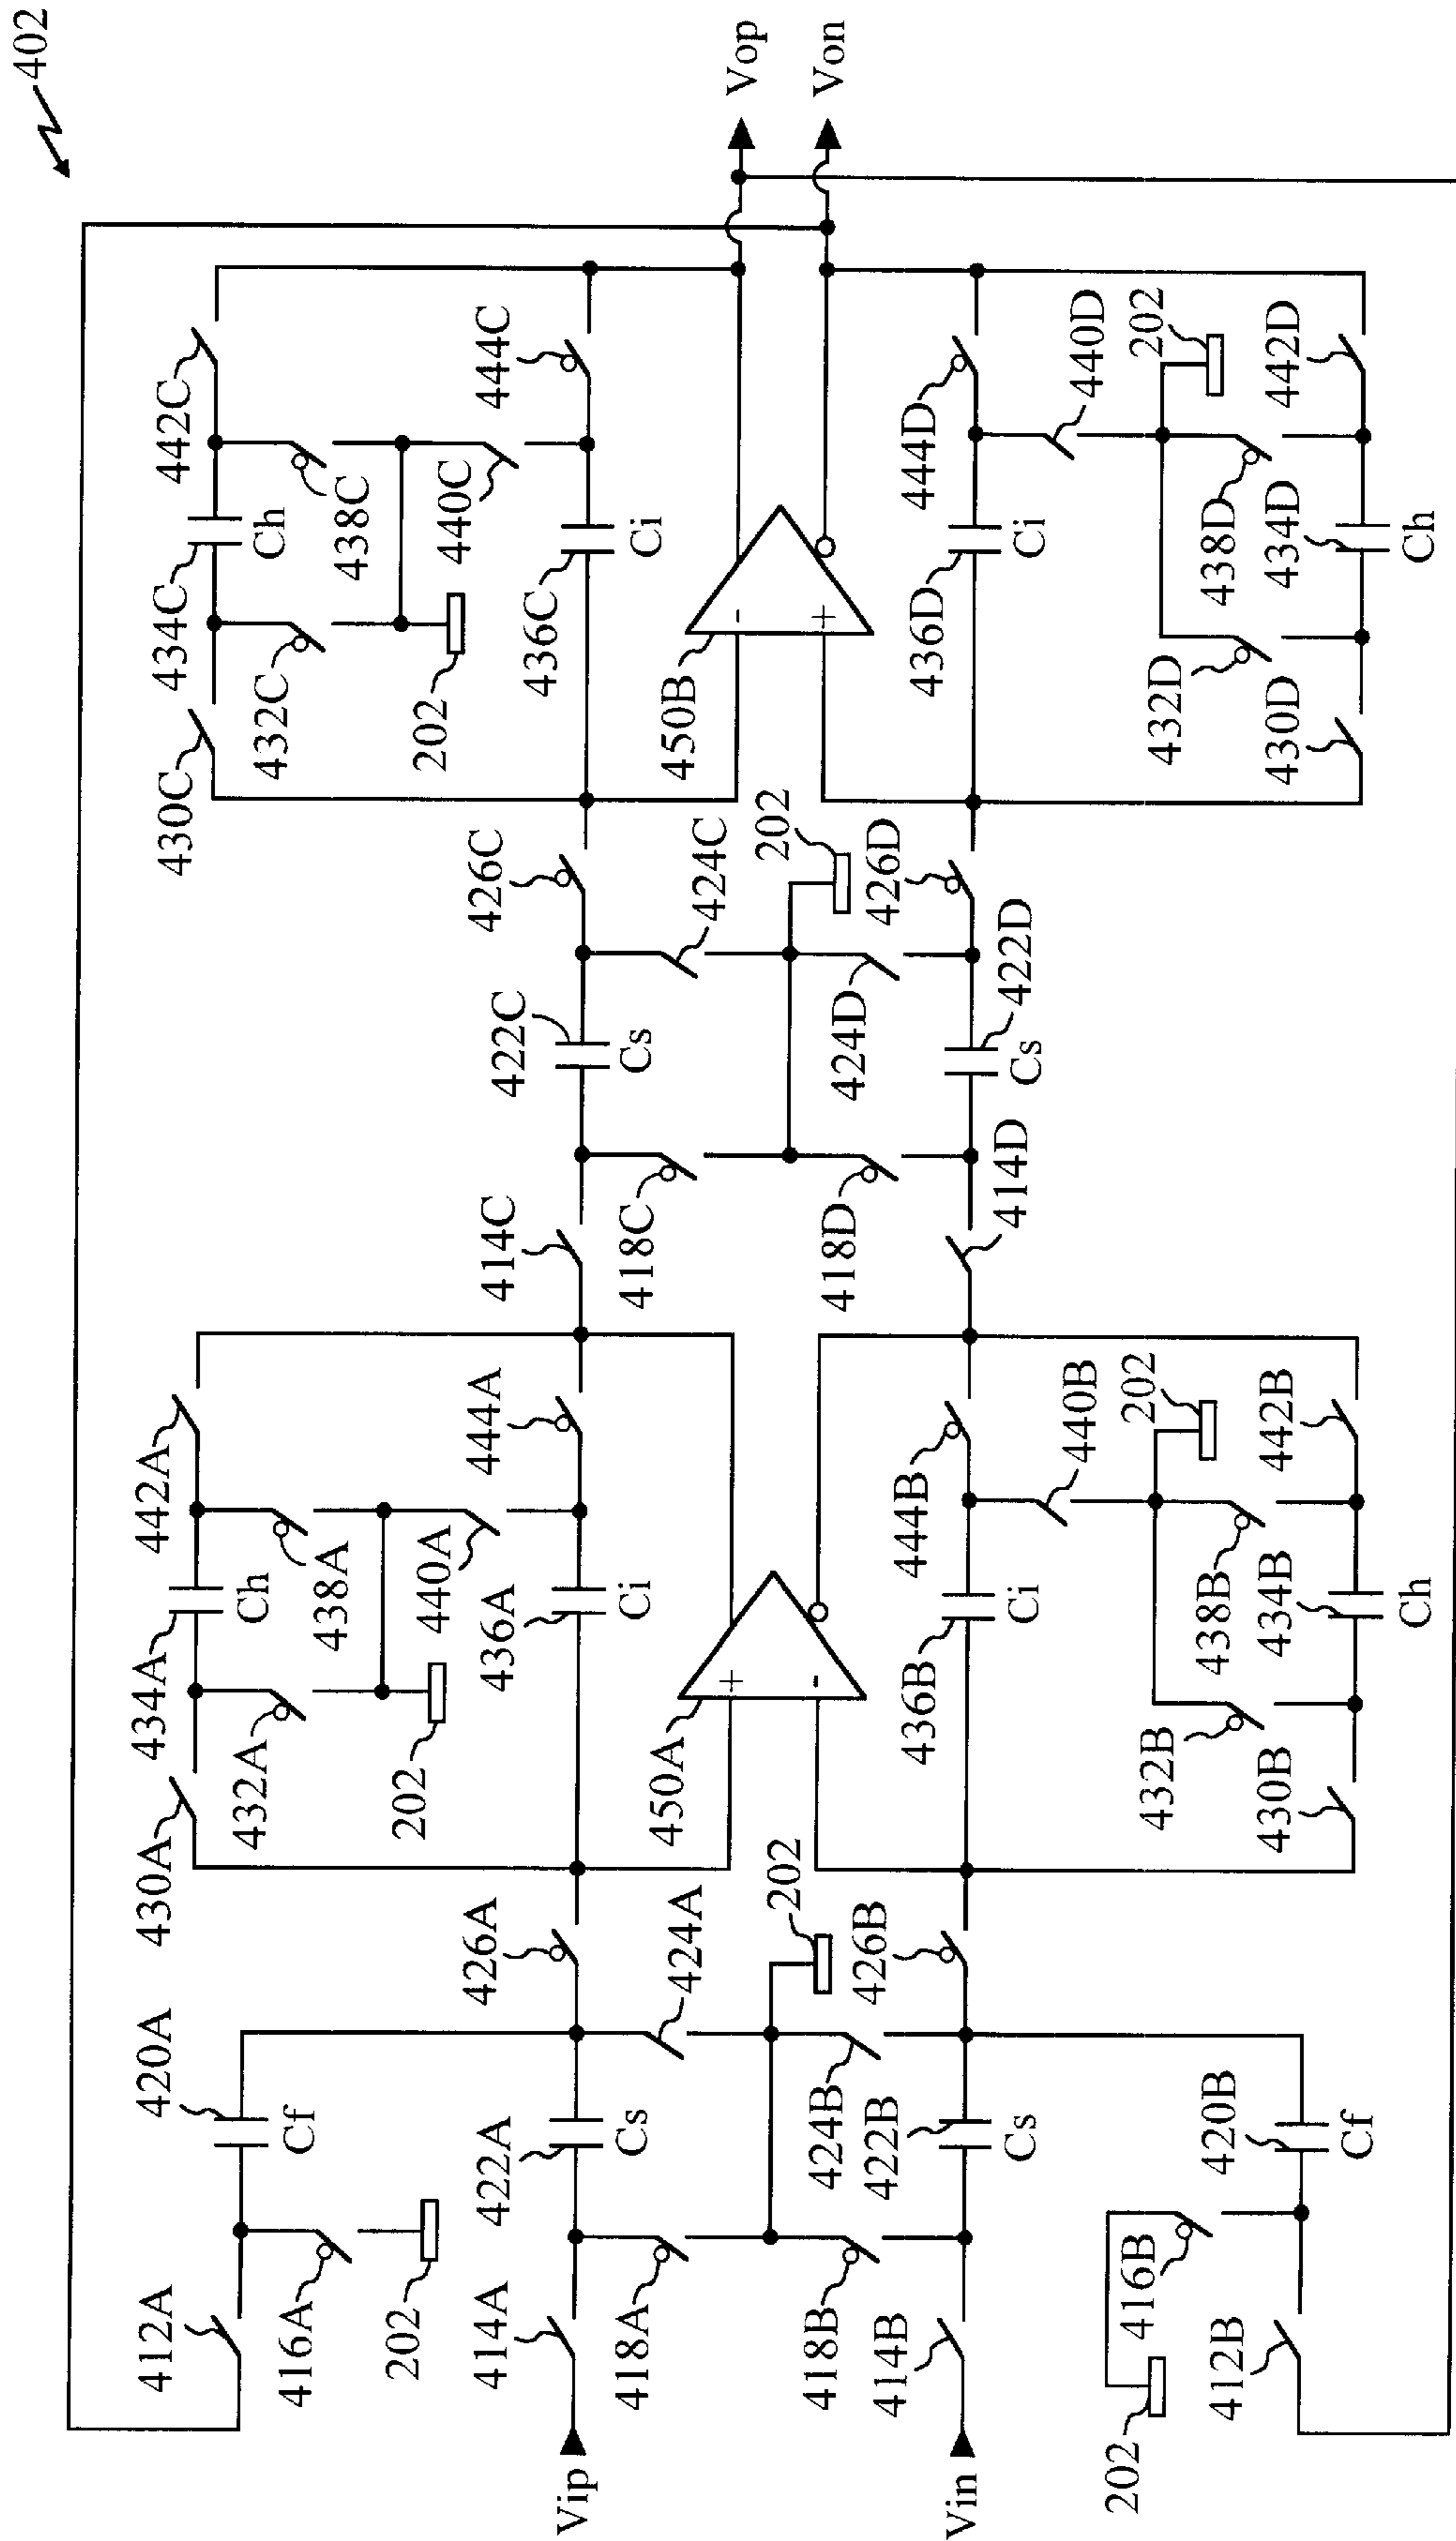 402
412A
416A
202
420A
Cf
Vip
414A
418A
422A
Cs
426A
424A
202
430A
432A
434A
Ch
438A
442A
202
440A
436A
Ci
444A
450A
+
-
Vin
414B
418B
424B
422B
Cs
426B
202
416B
412B
420B
Cf
436B
Ci
444B
440B
202
432B
430B
438B
434B
Ch
442B
414C
418C
422C
Cs
426C
424C
202
414D
418D
424D
422D
Cs
426D
430C
432C
434C
Ch
438C
442C
202
440C
436C
Ci
444C
450B
-
+
Vop
Von
436D
Ci
444D
440D
202
432D
430D
438D
434D
Ch
442D